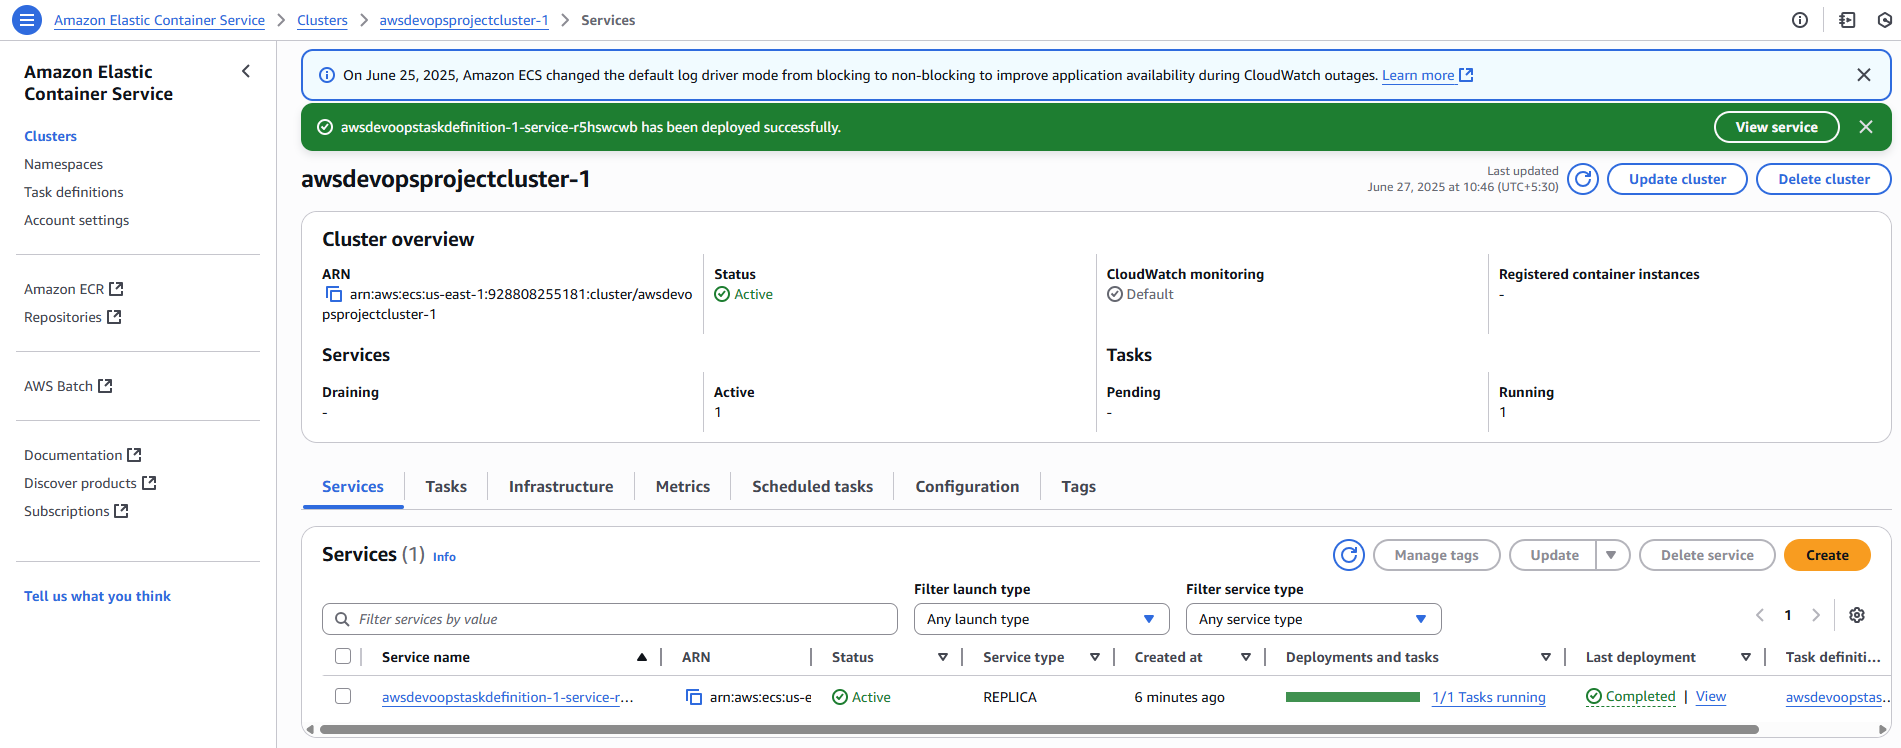 Amazon Elastic Container Service > Clusters > awsdevopsprojectcluster-1 > Services
Amazon Elastic
Container Service
Clusters
Namespaces
Task definitions
Account settings
Amazon ECR
Repositories
AWS Batch
Documentation
Discover products
Subscriptions
Tell us what you think
On June 25, 2025, Amazon ECS changed the default log driver mode from blocking to non-blocking to improve application availability during CloudWatch outages. Learn more
awsdevoopstaskdefinition-1-service-r5hswcwb has been deployed successfully.
View service
awsdevopsprojectcluster-1
Last updated
June 27, 2025 at 10:46 (UTC+5:30)
Update cluster
Delete cluster
Cluster overview
ARN
arn:aws:ecs:us-east-1:928808255181:cluster/awsdevo
psprojectcluster-1
Status
Active
CloudWatch monitoring
Default
Registered container instances
-
Services
Tasks
Draining
-
Active
1
Pending
-
Running
1
Services Tasks Infrastructure Metrics Scheduled tasks Configuration Tags
Services (1) Info
Manage tags
Update
Delete service
Create
Filter services by value
Filter launch type
Any launch type
Filter service type
Any service type
1
Service name ARN Status Service type Created at Deployments and tasks Last deployment Task definiti...
awsdevoopstaskdefinition-1-service-r... arn:aws:ecs:us-e Active REPLICA 6 minutes ago 1/1 Tasks running Completed | View awsdevoopstas...